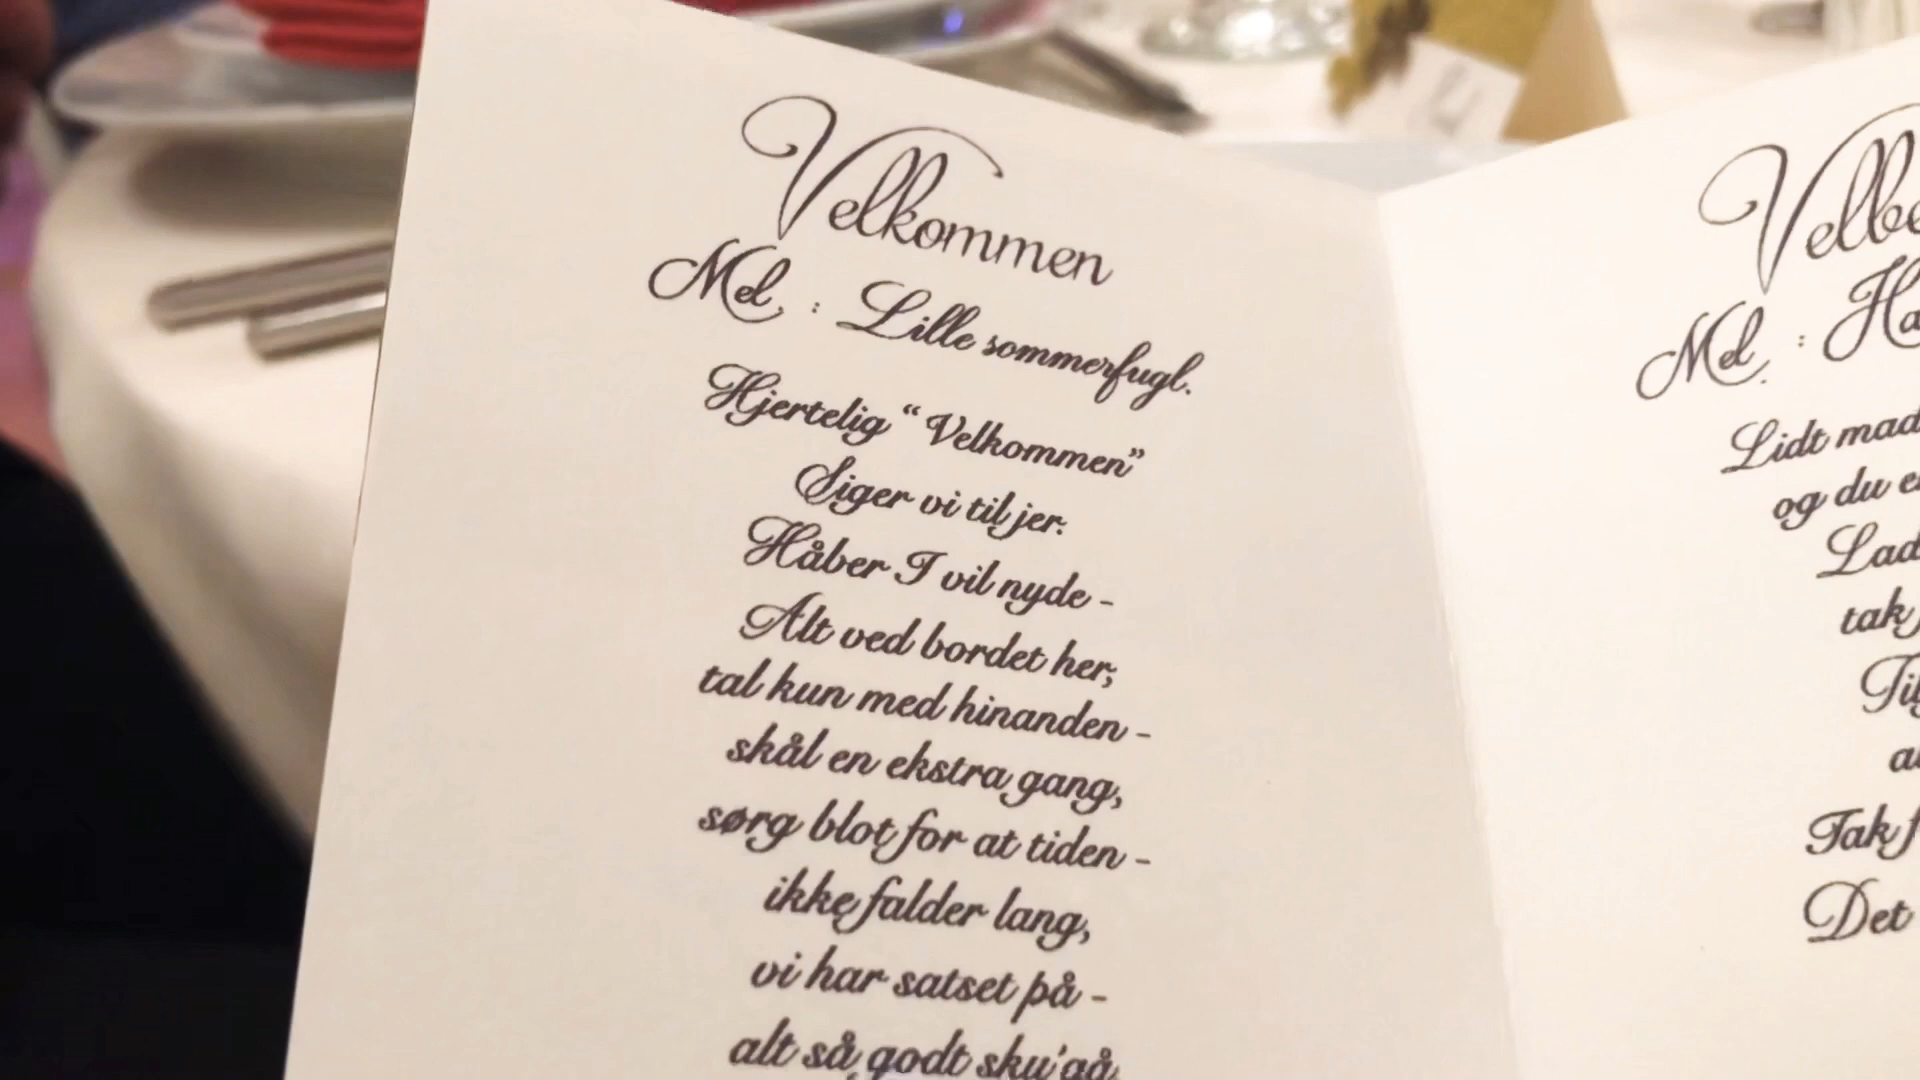 Velkommen
Mel. : Lille sommerfugl.
Hjertelig “Velkommen”
Siger vi til jer.
Håber I vil nyde -
Alt ved bordet her,
tal kun med hinanden -
skål en ekstra gang,
sørg blot for at tiden -
ikke falder lang,
vi har satset på -
alt så godt sku'gå
Mel. :
Lidt mad
og du
Lad
tak
Tak
Det